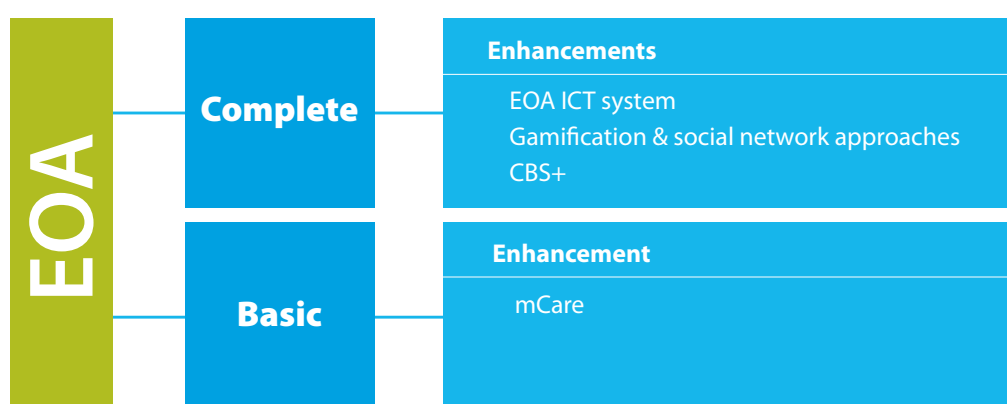 EOA
Complete
Enhancements
EOA ICT system
Gamification & social network approaches
CBS+
Basic
Enhancement
mCare